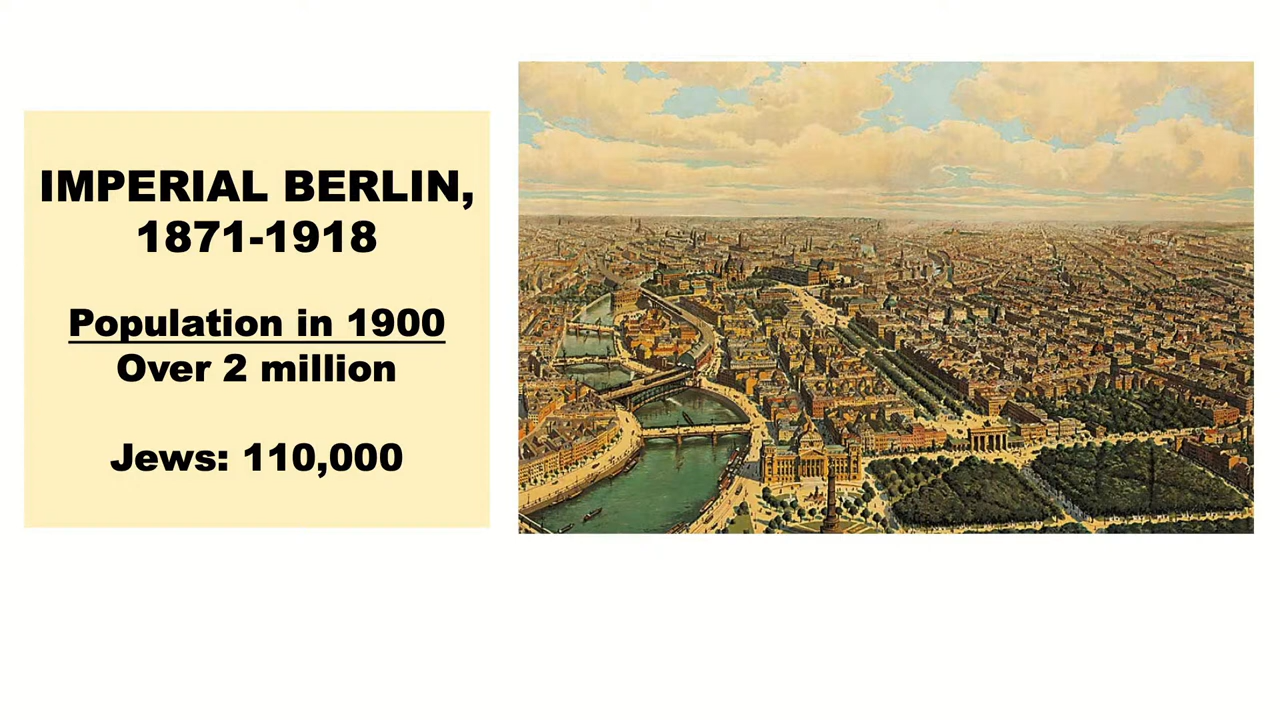 IMPERIAL BERLIN,
1871-1918
Population in 1900
Over 2 million
Jews: 110,000